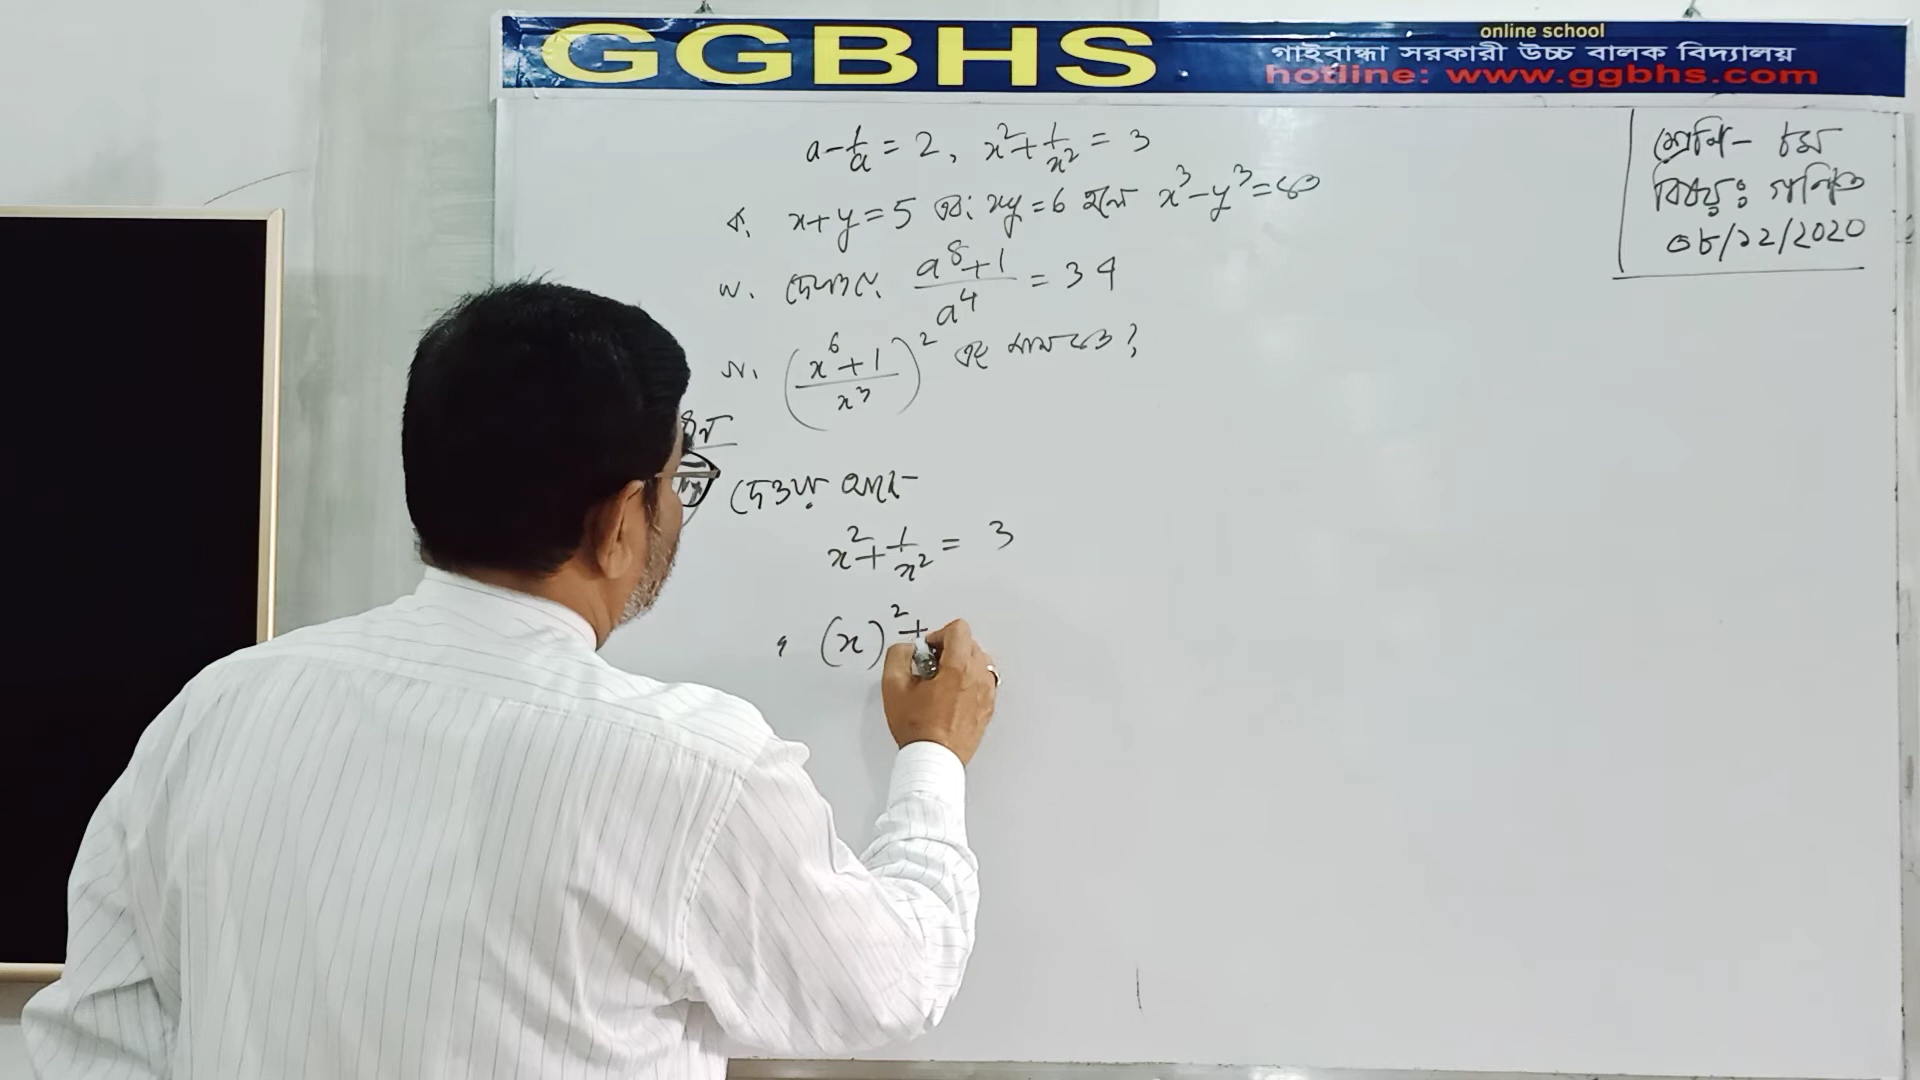 GGBHS
online school
গাইবান্ধা সরকারী উচ্চ বালক বিদ্যালয়
hotline: www.ggbhs.com
শ্রেণি- ৮ম
বিষয়ঃ গণিত
০৮/১২/২০২০
a-1/a = 2, x²+1/x² = 3
ক. x+y=5 এবং xy=6 হলে x³-y³=কত
খ. দেখাও যে, (a⁸+1)/a⁴ = 34
গ. ((x⁶+1)/x³)² এর মান কত?
দেওয়া আছে-
x²+1/x² = 3
(x)²+